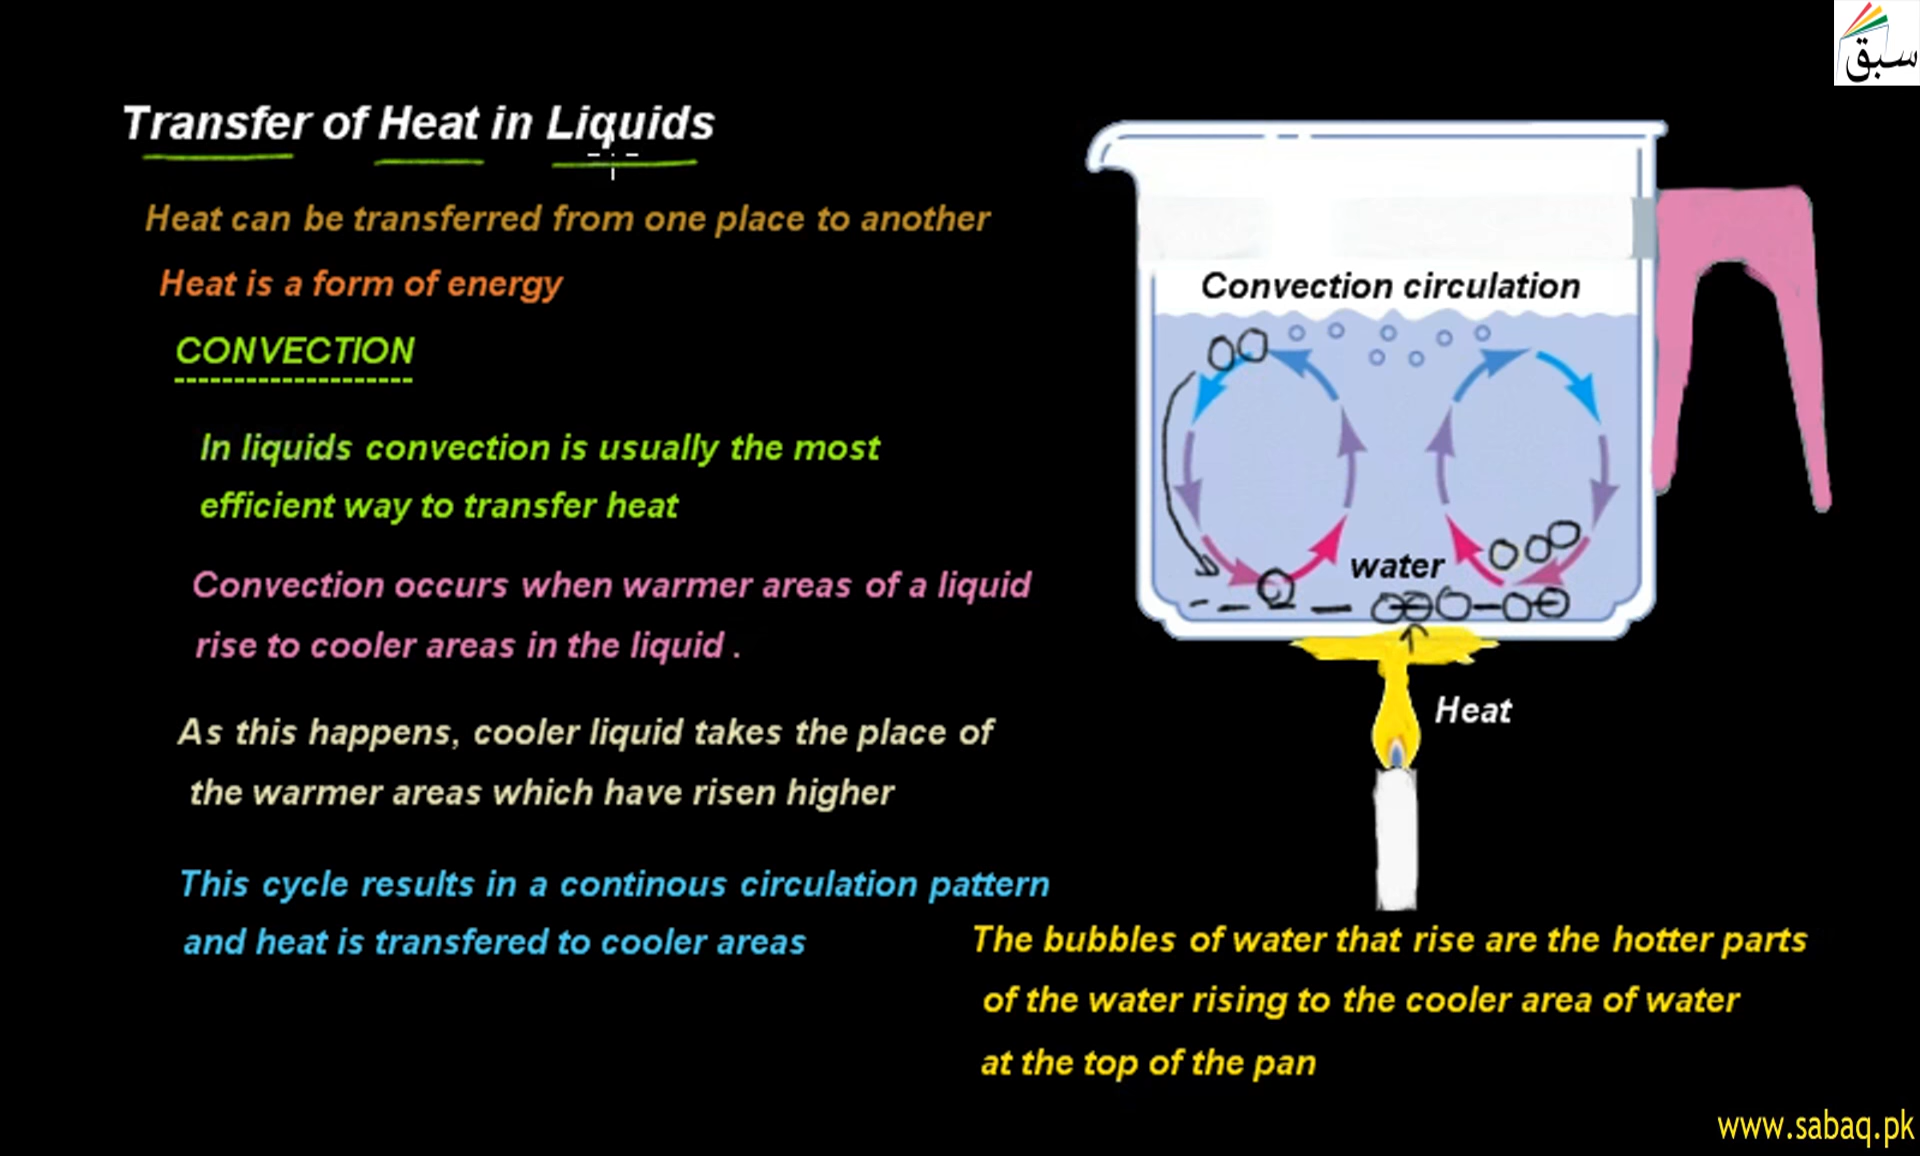 سبق
Transfer of Heat in Liquids
Heat can be transferred from one place to another
Heat is a form of energy
CONVECTION
In liquids convection is usually the most
efficient way to transfer heat
Convection occurs when warmer areas of a liquid
rise to cooler areas in the liquid .
As this happens, cooler liquid takes the place of
the warmer areas which have risen higher
This cycle results in a continous circulation pattern
and heat is transfered to cooler areas
Convection circulation
water
Heat
The bubbles of water that rise are the hotter parts
of the water rising to the cooler area of water
at the top of the pan
www.sabaq.pk